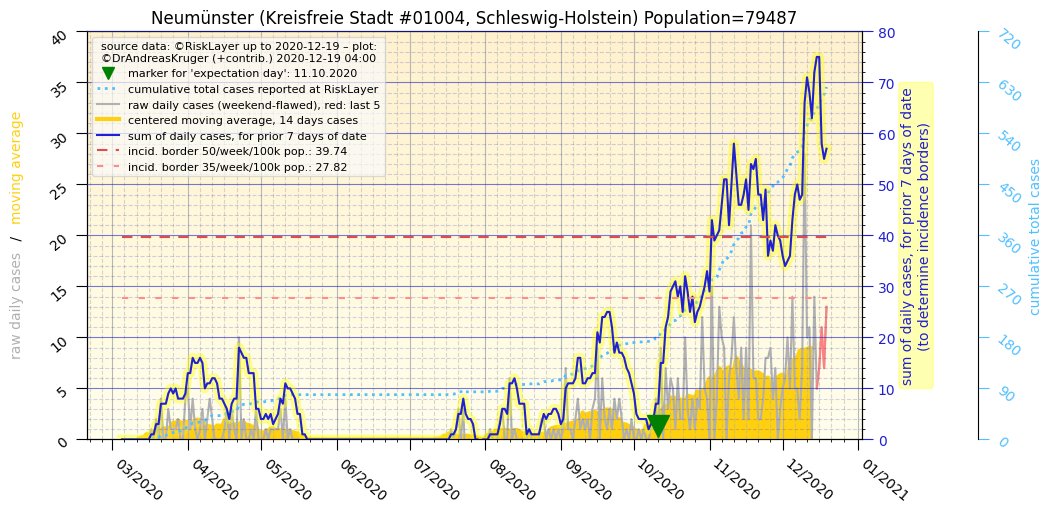 Neumünster (Kreisfreie Stadt #01004, Schleswig-Holstein) Population=79487
source data: ©RiskLayer up to 2020-12-19 – plot:
©DrAndreasKruger (+contrib.) 2020-12-19 04:00
marker for 'expectation day': 11.10.2020
cumulative total cases reported at RiskLayer
raw daily cases (weekend-flawed), red: last 5
centered moving average, 14 days cases
sum of daily cases, for prior 7 days of date
incid. border 50/week/100k pop.: 39.74
incid. border 35/week/100k pop.: 27.82
raw daily cases / moving average
40
35
30
25
20
15
10
5
0
80
70
60
50
40
30
20
10
0
sum of daily cases, for prior 7 days of date
(to determine incidence borders)
720
630
540
450
360
270
180
90
0
cumulative total cases
03/2020
04/2020
05/2020
06/2020
07/2020
08/2020
09/2020
10/2020
11/2020
12/2020
01/2021